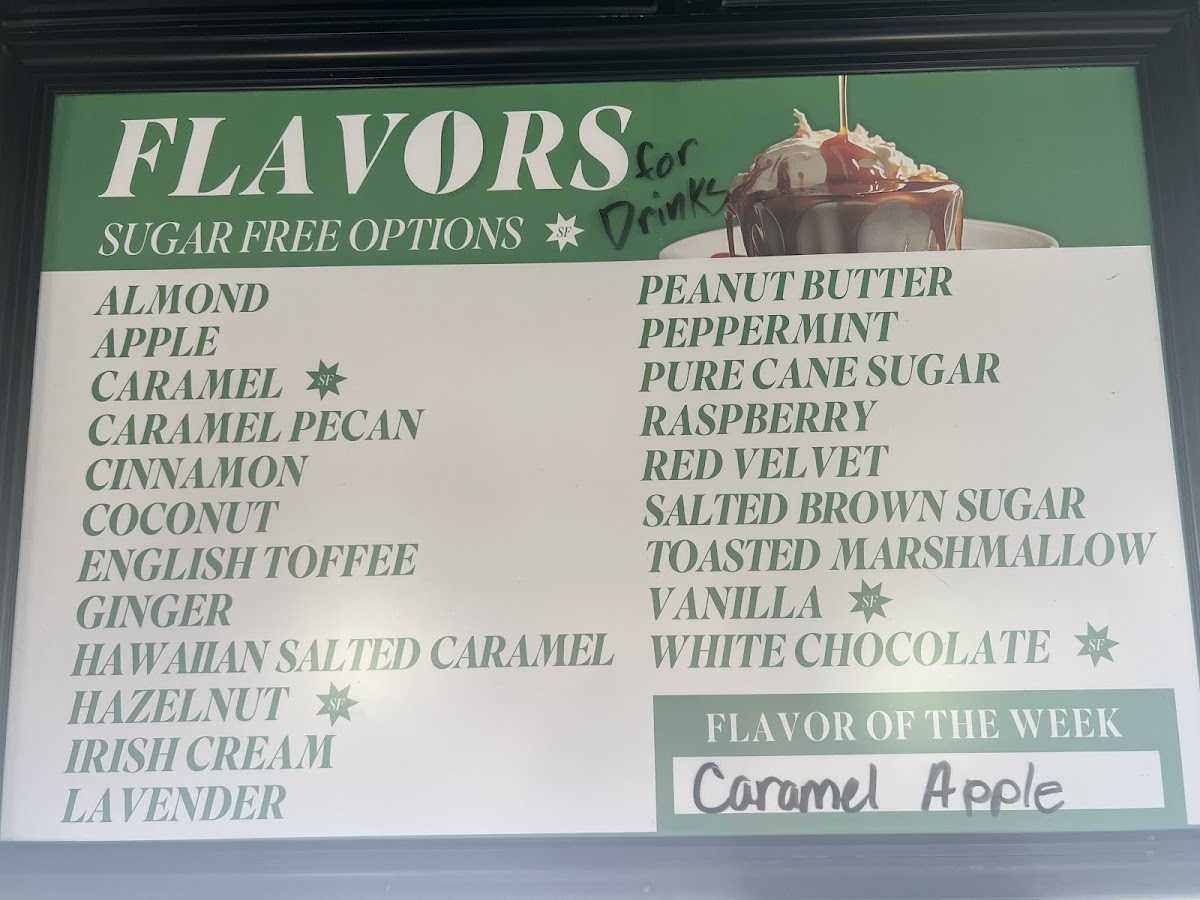 FLAVORS
for
Drinks
SUGAR FREE OPTIONS SF
ALMOND
APPLE
CARAMEL SF
CARAMEL PECAN
CINNAMON
COCONUT
ENGLISH TOFFEE
GINGER
HAWAIIAN SALTED CARAMEL
HAZELNUT SF
IRISH CREAM
LAVENDER
PEANUT BUTTER
PEPPERMINT
PURE CANE SUGAR
RASPBERRY
RED VELVET
SALTED BROWN SUGAR
TOASTED MARSHMALLOW
VANILLA SF
WHITE CHOCOLATE SF
FLAVOR OF THE WEEK
Caramel Apple